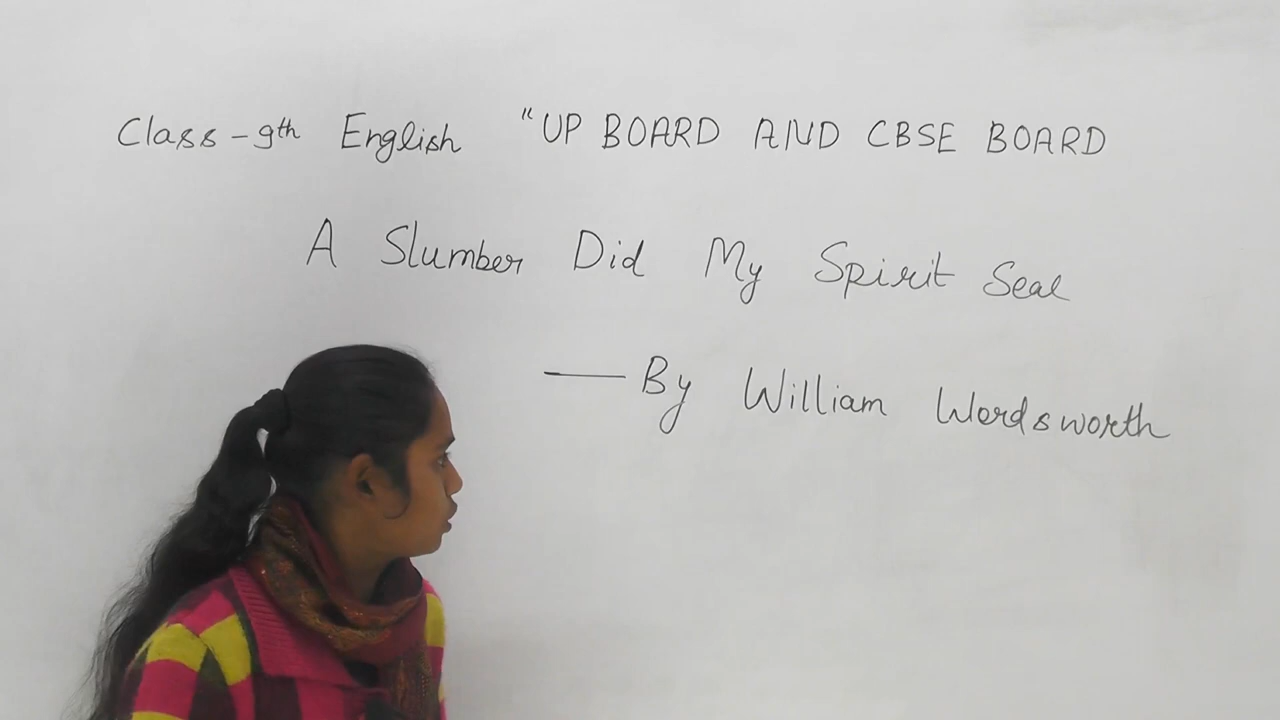 Class - 9th English "UP BOARD AND CBSE BOARD
A Slumber Did My Spirit Seal
— By William Wordsworth